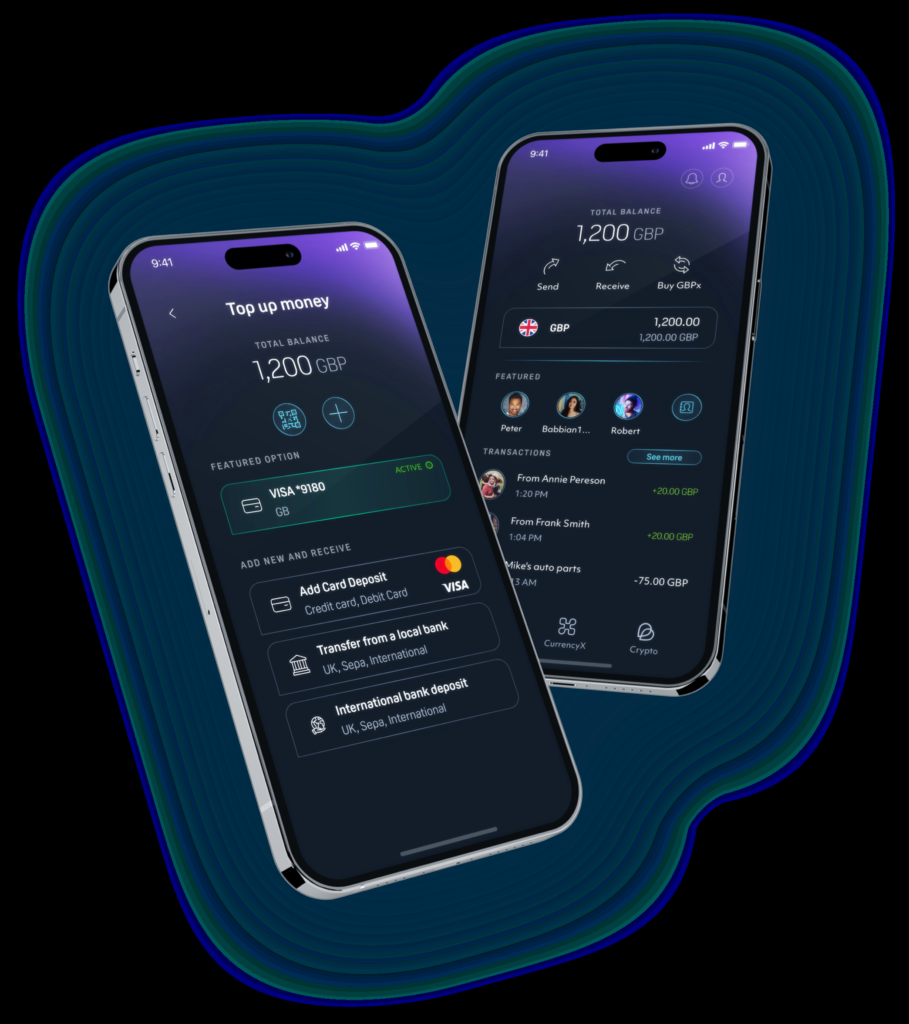 9:41
Top up money
TOTAL BALANCE
1,200 GBP
FEATURED OPTION
ACTIVE
VISA *9180
GB
ADD NEW AND RECEIVE
Add Card Deposit
Credit card, Debit Card
VISA
Transfer from a local bank
UK, Sepa, International
International bank deposit
UK, Sepa, International
9:41
TOTAL BALANCE
1,200 GBP
Send Receive Buy GBPx
GBP 1,200.00
1,200.00 GBP
FEATURED
Peter Babbian1... Robert
TRANSACTIONS See more
From Annie Pereson
1:20 PM +20.00 GBP
From Frank Smith
1:04 PM +20.00 GBP
Mike's auto parts
AM -75.00 GBP
CurrencyX Crypto